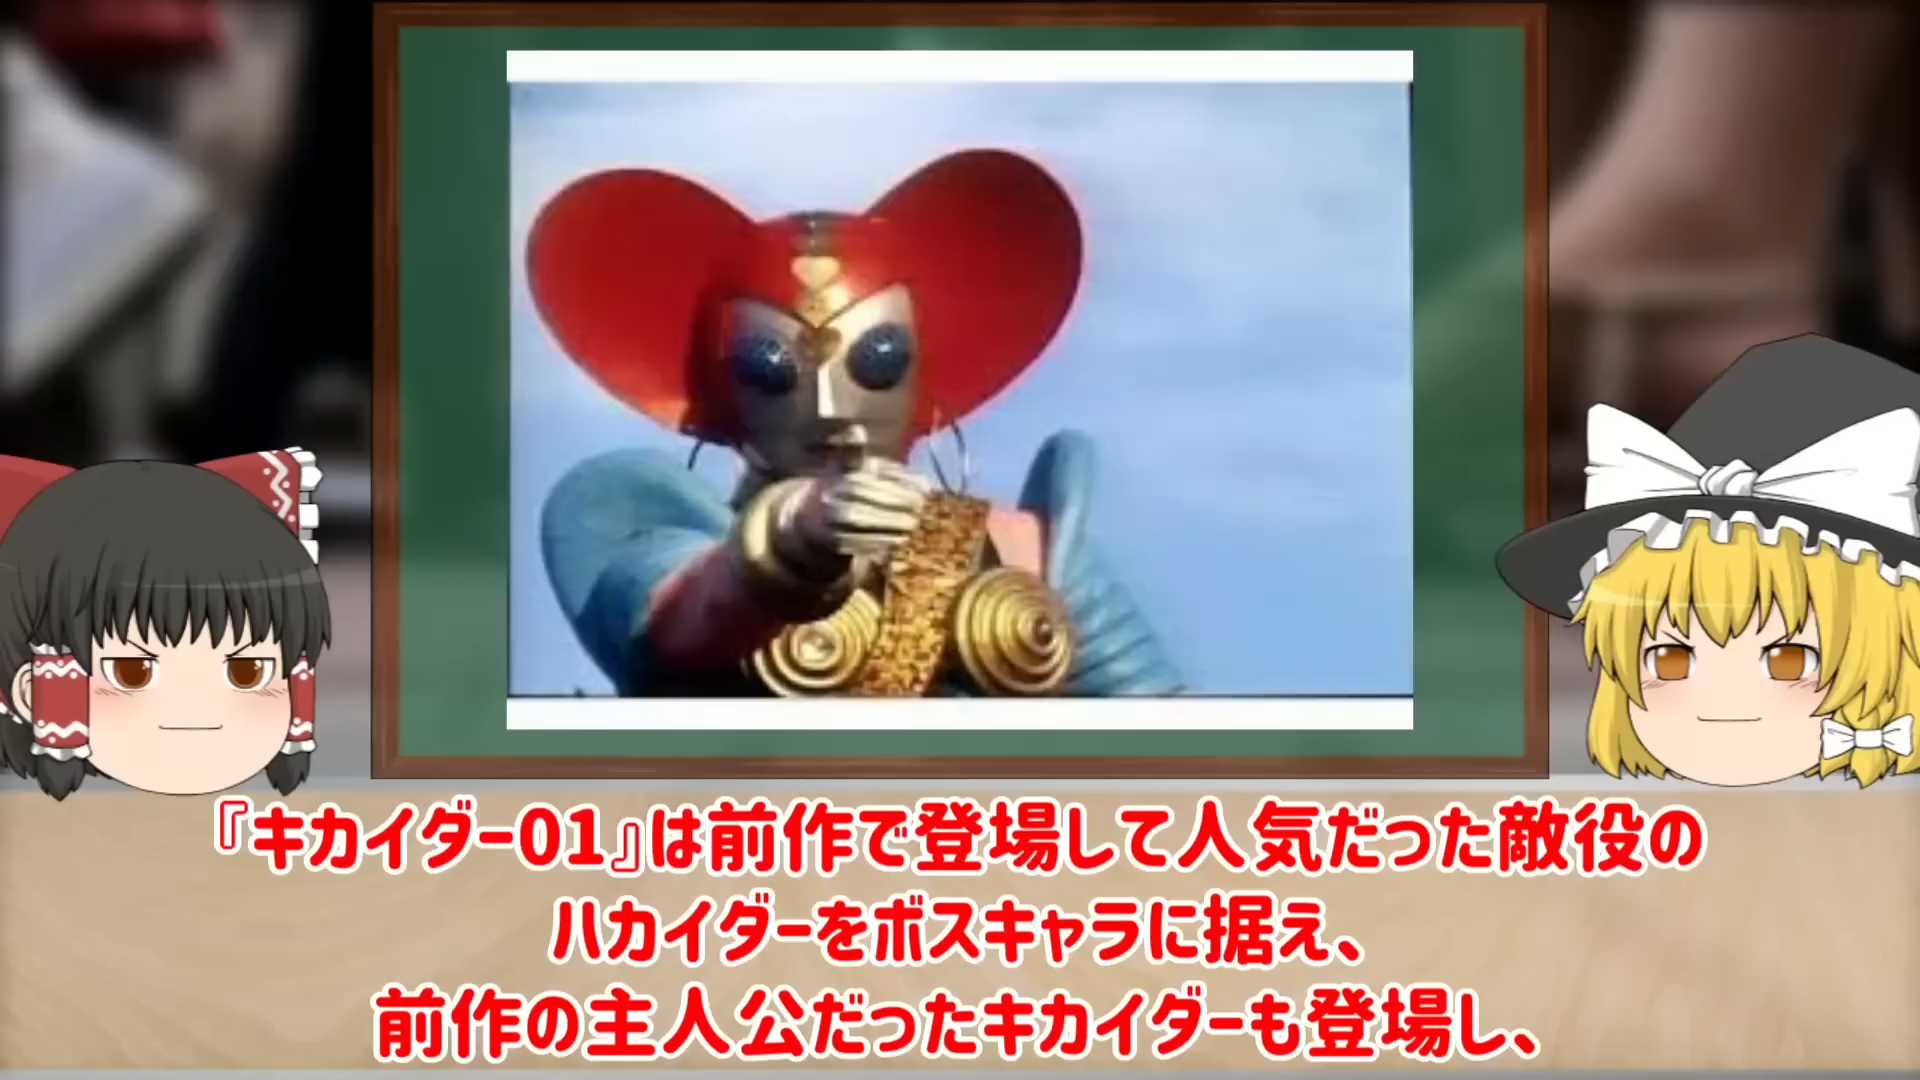 『キカイダー01』は前作で登場して人気だった敵役の
ハカイダーをボスキャラに据え、
前作の主人公だったキカイダーも登場し、